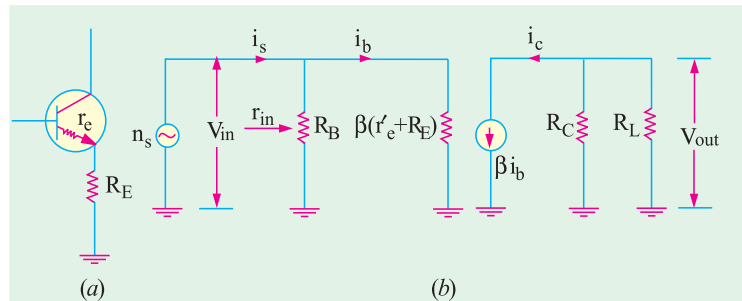 r_e
R_E
(a)
i_s
i_b
i_c
n_s
V_in
r_in
R_B
β(r′_e+R_E)
βi_b
R_C
R_L
V_out
(b)